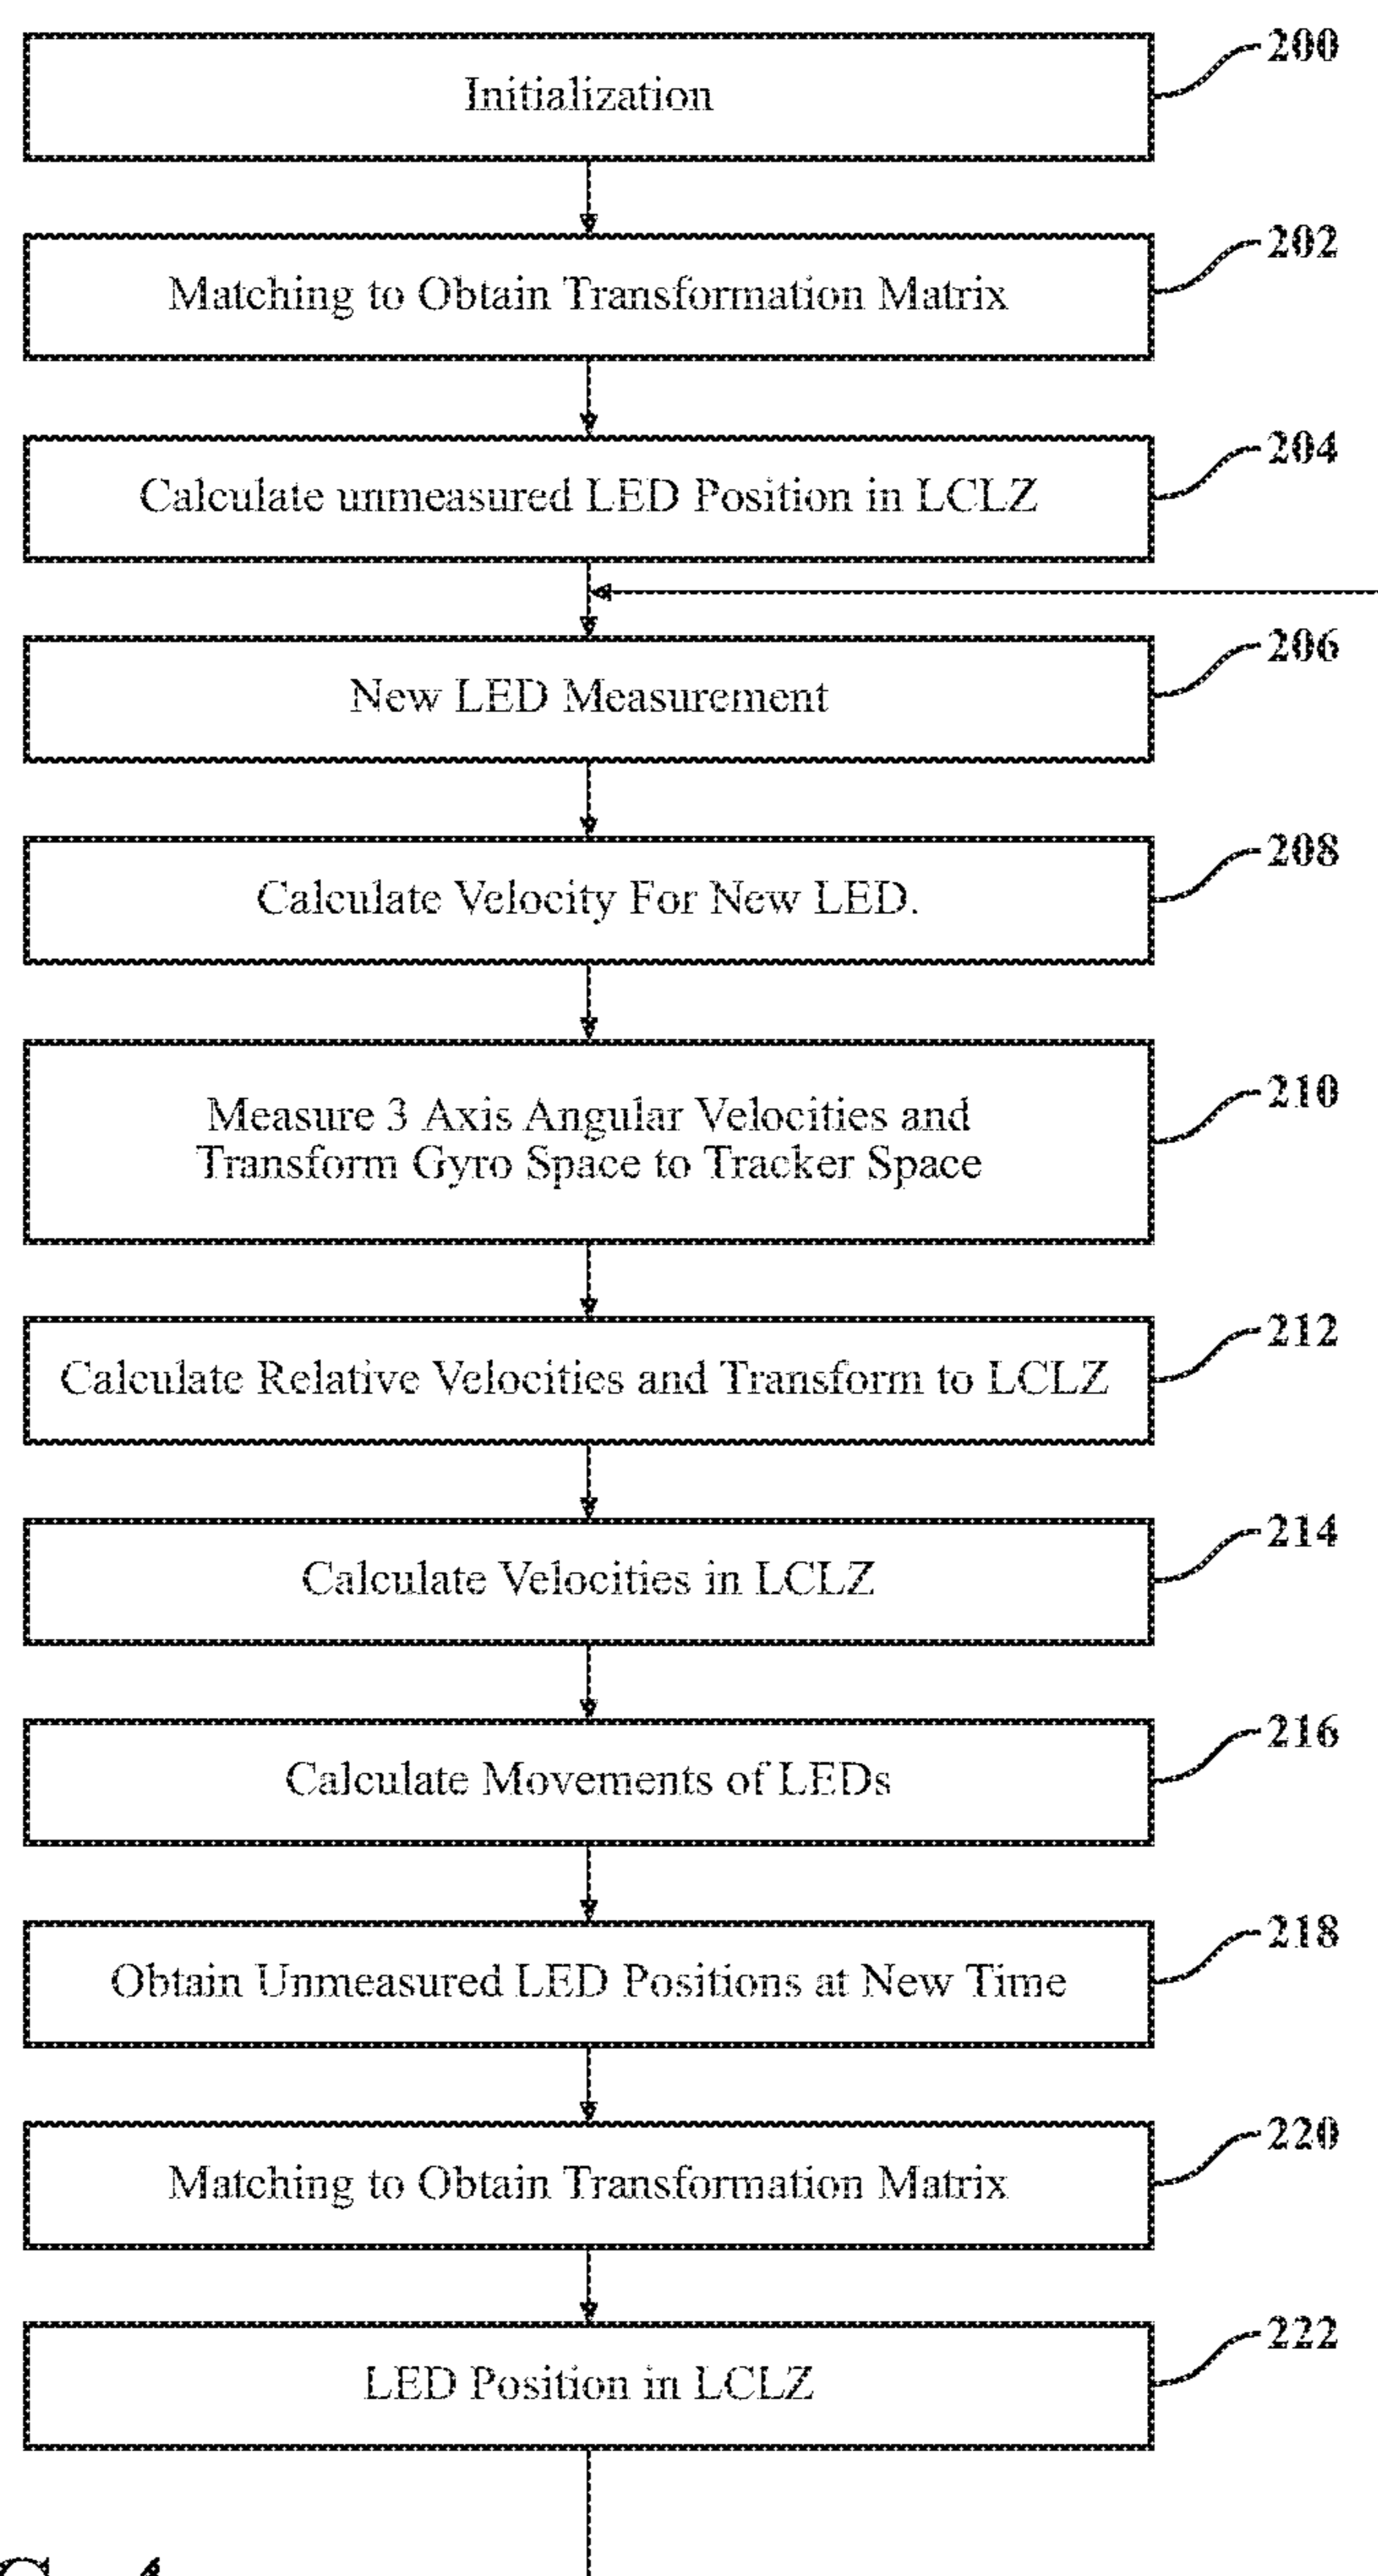 Initialization
200
Matching to Obtain Transformation Matrix
202
Calculate unmeasured LED Position in LCLZ
204
New LED Measurement
206
Calculate Velocity For New LED.
208
Measure 3 Axis Angular Velocities and
Transform Gyro Space to Tracker Space
210
Calculate Relative Velocities and Transform to LCLZ
212
Calculate Velocities in LCLZ
214
Calculate Movements of LEDs
216
Obtain Unmeasured LED Positions at New Time
218
Matching to Obtain Transformation Matrix
220
LED Position in LCLZ
222